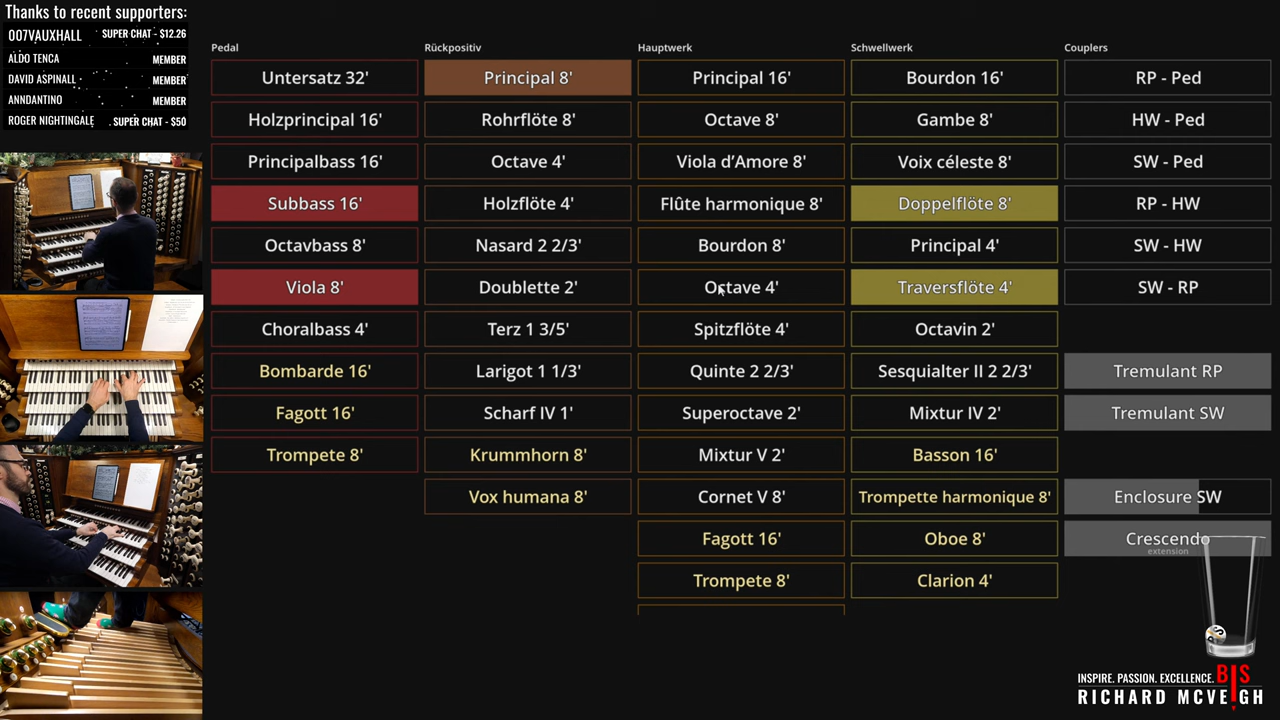 Thanks to recent supporters:
007VAUXHALL SUPER CHAT - $12.26
ALDO TENCA MEMBER
DAVID ASPINALL MEMBER
ANNDANTINO MEMBER
ROGER NIGHTINGALE SUPER CHAT - $50
Pedal
Untersatz 32'
Holzprincipal 16'
Principalbass 16'
Subbass 16'
Octavbass 8'
Viola 8'
Choralbass 4'
Bombarde 16'
Fagott 16'
Trompete 8'
Rückpositiv
Principal 8'
Rohrflöte 8'
Octave 4'
Holzflöte 4'
Nasard 2 2/3'
Doublette 2'
Terz 1 3/5'
Larigot 1 1/3'
Scharf IV 1'
Krummhorn 8'
Vox humana 8'
Hauptwerk
Principal 16'
Octave 8'
Viola d’Amore 8'
Flûte harmonique 8'
Bourdon 8'
Octave 4'
Spitzflöte 4'
Quinte 2 2/3'
Superoctave 2'
Mixtur V 2'
Cornet V 8'
Fagott 16'
Trompete 8'
Schwellwerk
Bourdon 16'
Gambe 8'
Voix céleste 8'
Doppelflöte 8'
Principal 4'
Traversflöte 4'
Octavin 2'
Sesquialter II 2 2/3'
Mixtur IV 2'
Basson 16'
Trompette harmonique 8'
Oboe 8'
Clarion 4'
Couplers
RP - Ped
HW - Ped
SW - Ped
RP - HW
SW - HW
SW - RP
Tremulant RP
Tremulant SW
Enclosure SW
Crescendo
extension
INSPIRE. PASSION. EXCELLENCE. BIS
RICHARD MCVEIGH